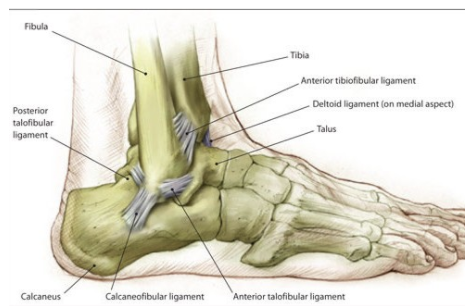 Fibula
Tibia
Anterior tibiofibular ligament
Deltoid ligament (on medial aspect)
Talus
Posterior
talofibular
ligament
Calcaneus
Calcaneofibular ligament
Anterior talofibular ligament